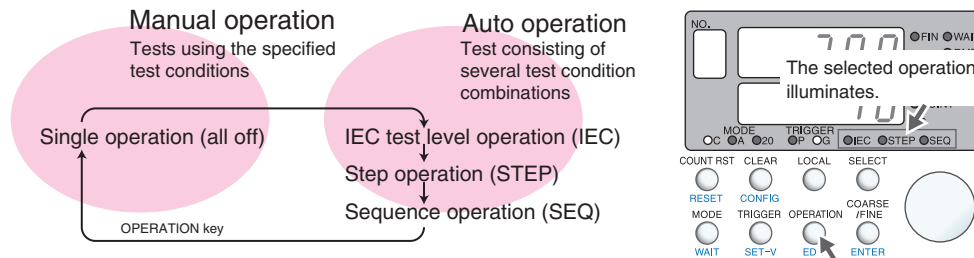 Manual operation
Tests using the specified
test conditions
Auto operation
Test consisting of
several test condition
combinations
Single operation (all off)
IEC test level operation (IEC)
Step operation (STEP)
Sequence operation (SEQ)
OPERATION key
NO.
700
FIN WAI
The selected operation
illuminates.
10
MODE TRIGGER
C A 20 P G IEC STEP SEQ
COUNT RST CLEAR LOCAL SELECT
RESET CONFIG
MODE TRIGGER OPERATION COARSE
/FINE
WAIT SET-V ED ENTER